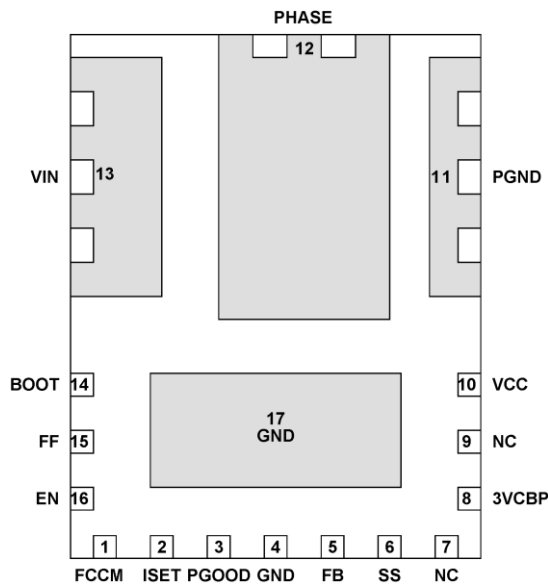 PHASE
12
VIN
13
11
PGND
BOOT
14
10
VCC
17
GND
FF
15
9
NC
EN
16
8
3VCBP
1
2
3
4
5
6
7
FCCM
ISET
PGOOD
GND
FB
SS
NC